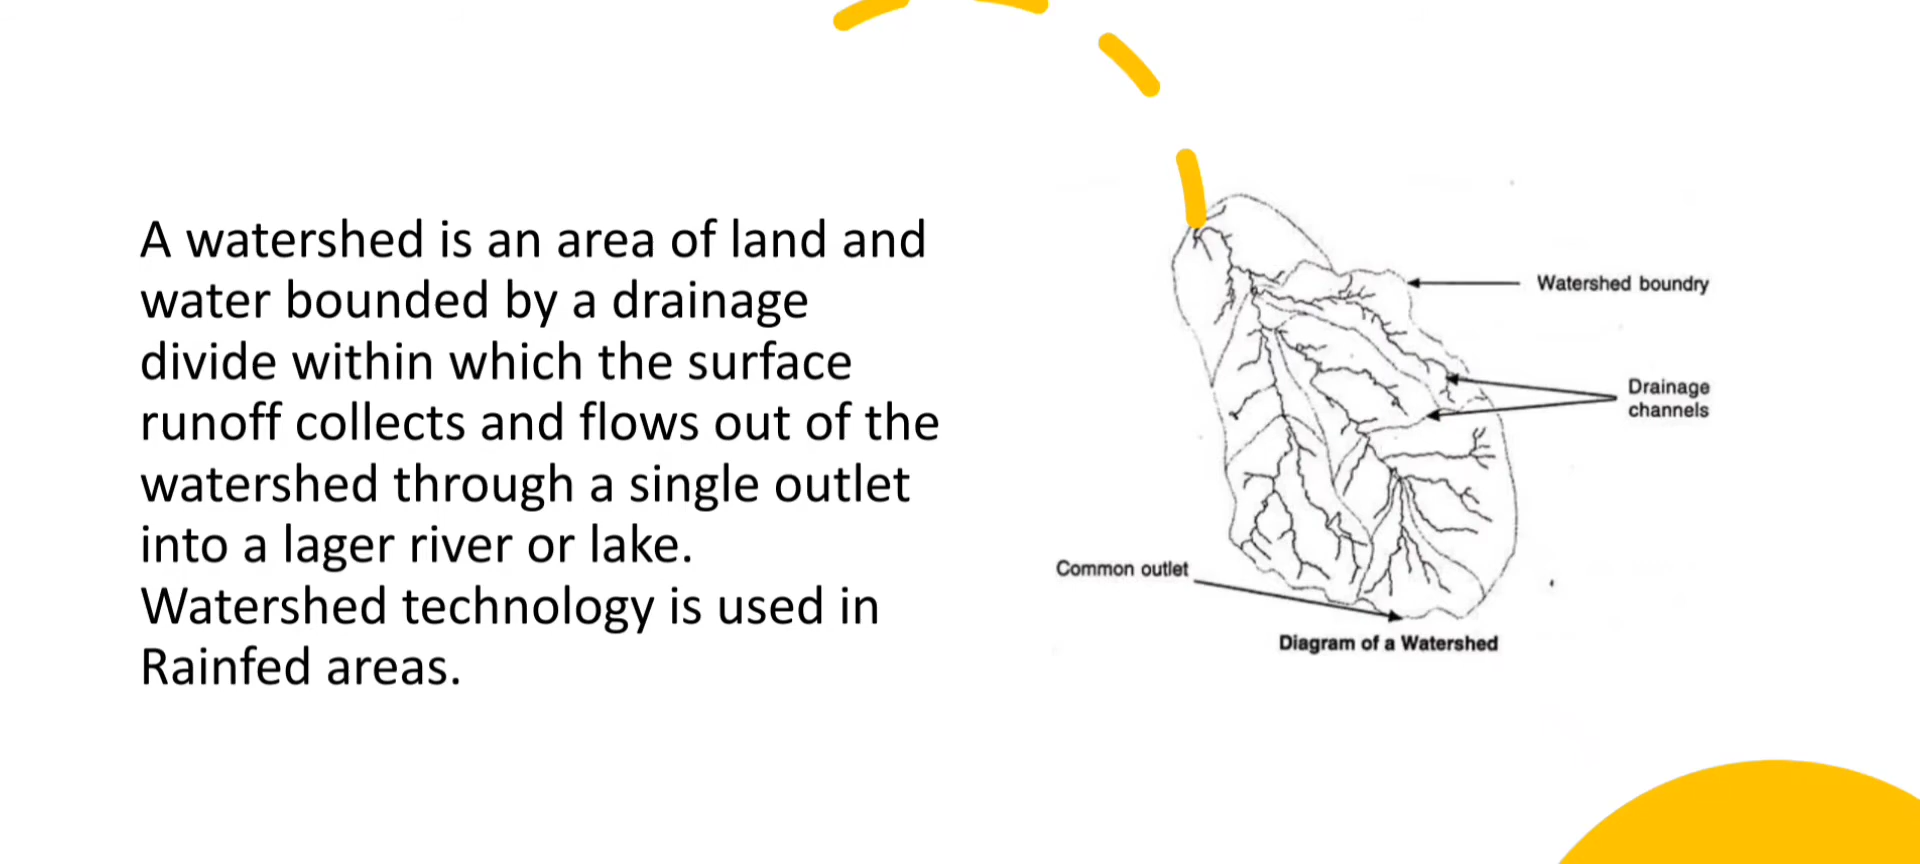 A watershed is an area of land and
water bounded by a drainage
divide within which the surface
runoff collects and flows out of the
watershed through a single outlet
into a lager river or lake.
Watershed technology is used in
Rainfed areas.
Watershed boundry
Drainage
channels
Common outlet
Diagram of a Watershed